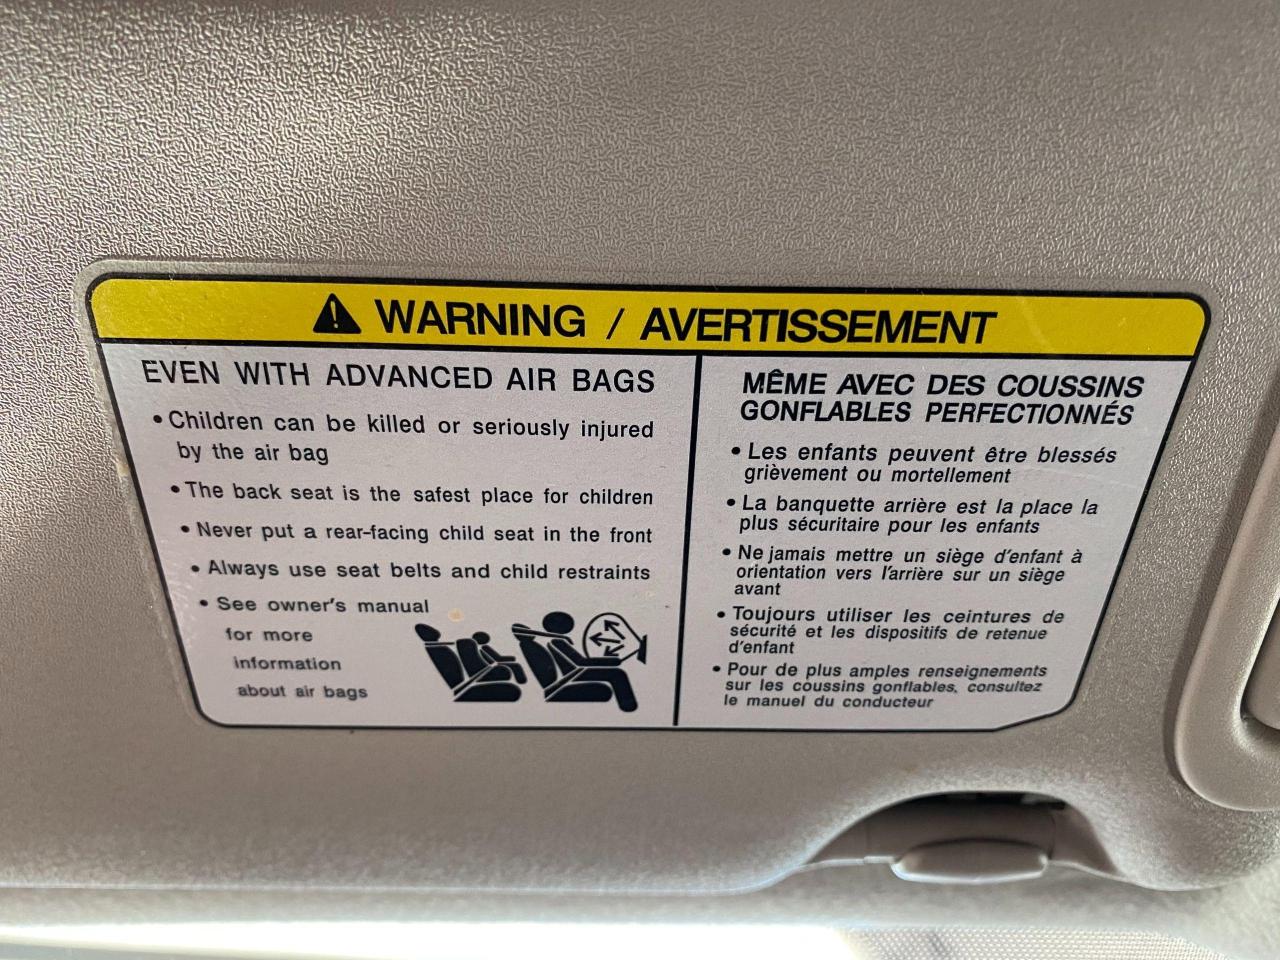 WARNING / AVERTISSEMENT
EVEN WITH ADVANCED AIR BAGS
• Children can be killed or seriously injured
by the air bag
• The back seat is the safest place for children
• Never put a rear-facing child seat in the front
• Always use seat belts and child restraints
• See owner's manual
for more
information
about air bags
MÊME AVEC DES COUSSINS
GONFLABLES PERFECTIONNÉS
• Les enfants peuvent être blessés
grièvement ou mortellement
• La banquette arrière est la place la
plus sécuritaire pour les enfants
• Ne jamais mettre un siège d'enfant à
orientation vers l'arrière sur un siège
avant
• Toujours utiliser les ceintures de
sécurité et les dispositifs de retenue
d'enfant
• Pour de plus amples renseignements
sur les coussins gonflables, consultez
le manuel du conducteur